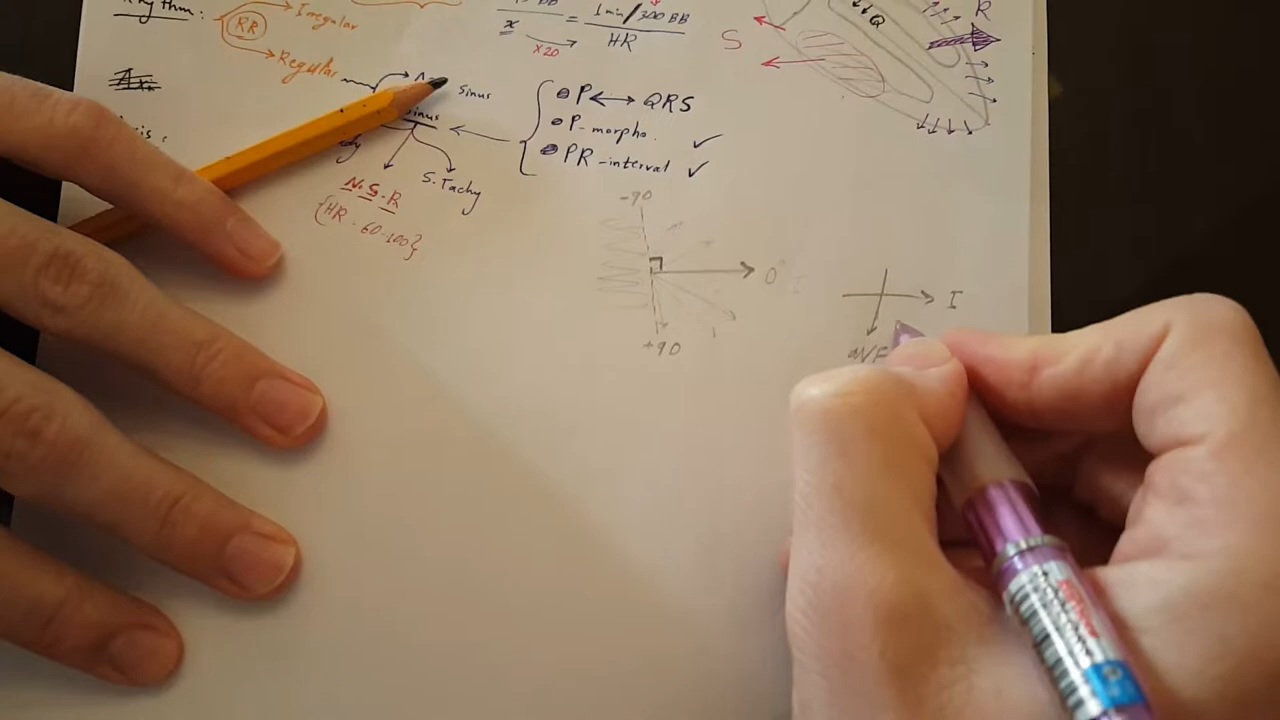 Rhythm:
RR
Irregular
Regular
Sinus
Sinus
N.S.R
{HR - 60-100}
S.Tachy
P ↔ QRS
P-morpho. ✓
PR-interval ✓
x
x20
=
1 min/300 BB
HR
S
Q
R
-90
0°
I
+90
I
aVF